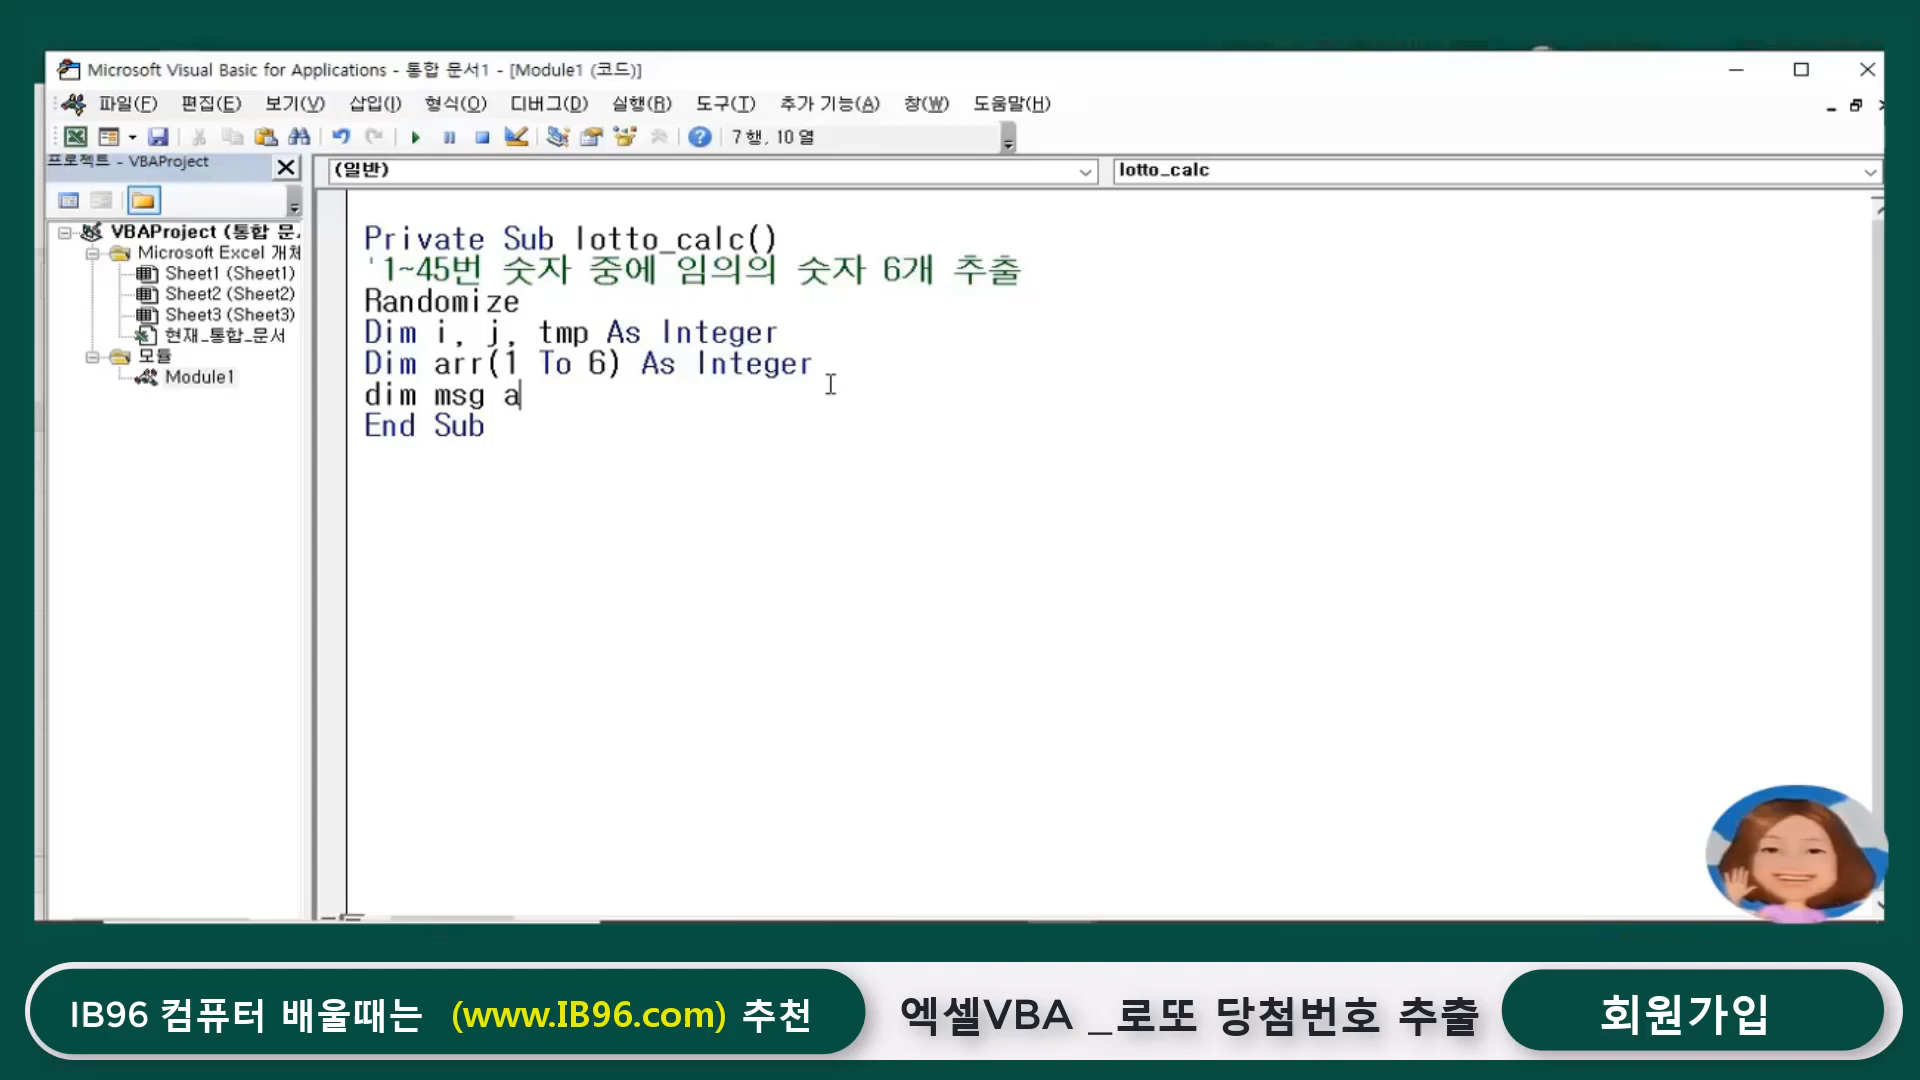 Microsoft Visual Basic for Applications - 통합 문서1 - [Module1 (코드)]
파일(F) 편집(E) 보기(V) 삽입(I) 형식(O) 디버그(D) 실행(R) 도구(T) 추가 기능(A) 창(W) 도움말(H)
7 행, 10 열
프로젝트 - VBAProject
(일반)
lotto_calc
VBAProject (통합 문.
Microsoft Excel 개체
Sheet1 (Sheet1)
Sheet2 (Sheet2)
Sheet3 (Sheet3)
현재_통합_문서
모듈
Module1
Private Sub lotto_calc()
'1~45번 숫자 중에 임의의 숫자 6개 추출
Randomize
Dim i, j, tmp As Integer
Dim arr(1 To 6) As Integer
dim msg a
End Sub
IB96 컴퓨터 배울때는 (www.IB96.com) 추천
엑셀VBA _로또 당첨번호 추출
회원가입